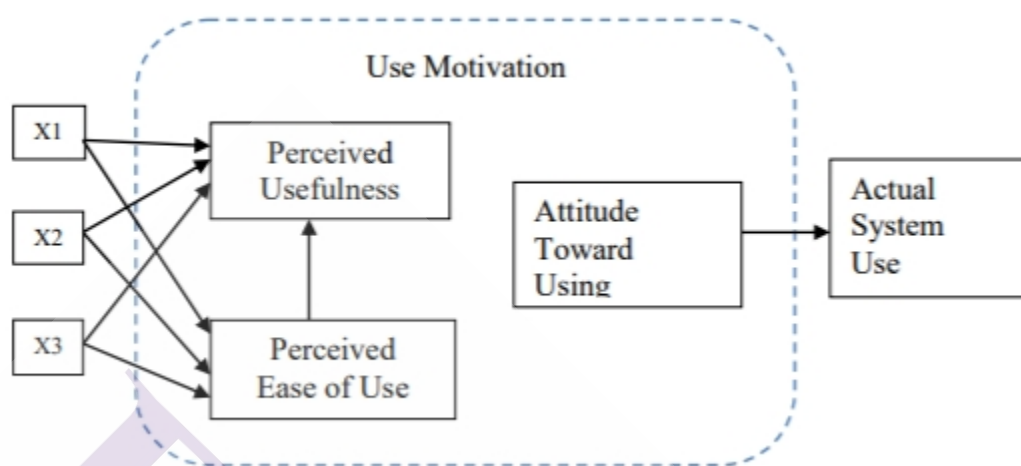 Use Motivation
X1
Perceived
Usefulness
X2
Attitude
Toward
Using
Actual
System
Use
X3
Perceived
Ease of Use